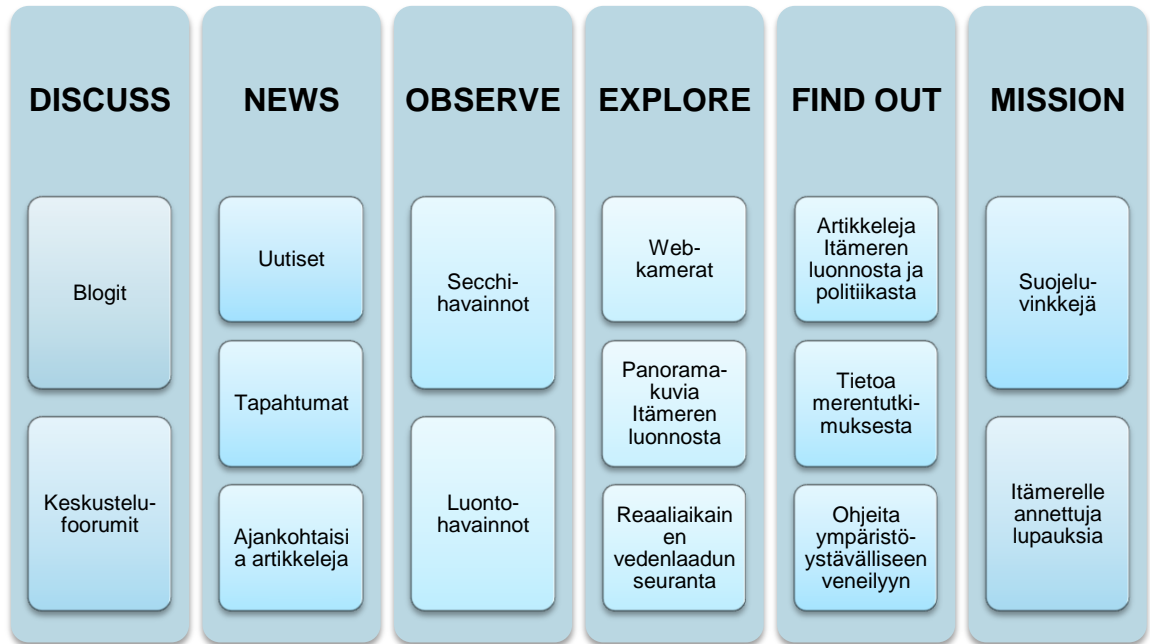 DISCUSS
Blogit
Keskustelu-
foorumit
NEWS
Uutiset
Tapahtumat
Ajankohtaisi
a artikkeleja
OBSERVE
Secchi-
havainnot
Luonto-
havainnot
EXPLORE
Web-
kamerat
Panorama-
kuvia
Itämeren
luonnosta
Reaaliaikain
en
vedenlaadun
seuranta
FIND OUT
Artikkeleja
Itämeren
luonnosta ja
politiikasta
Tietoa
merentutki-
muksesta
Ohjeita
ympäristö-
ystävälliseen
veneilyyn
MISSION
Suojelu-
vinkkejä
Itämerelle
annettuja
lupauksia